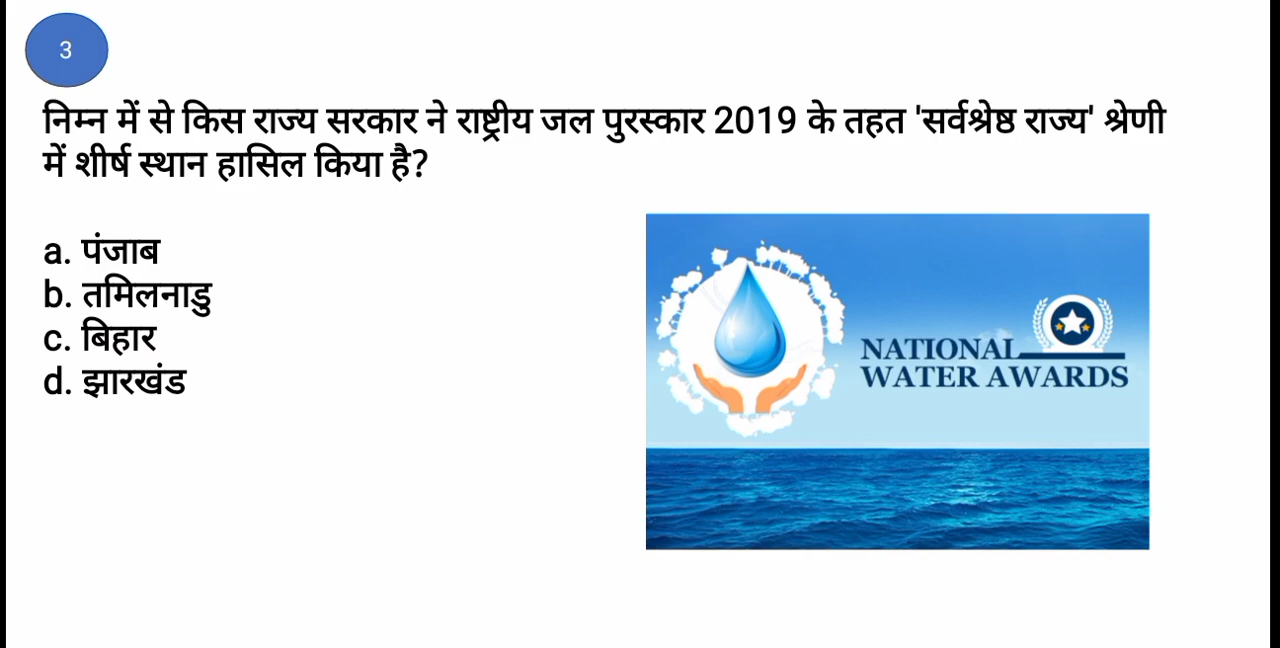 3
निम्न में से किस राज्य सरकार ने राष्ट्रीय जल पुरस्कार 2019 के तहत 'सर्वश्रेष्ठ राज्य' श्रेणी
में शीर्ष स्थान हासिल किया है?
a. पंजाब
b. तमिलनाडु
c. बिहार
d. झारखंड
NATIONAL
WATER AWARDS